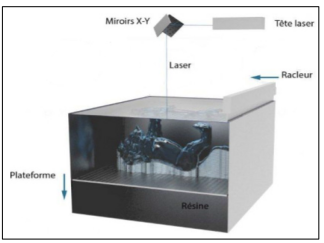 Miroirs X-Y
Tête laser
Laser
Racleur
Plateforme
Résine